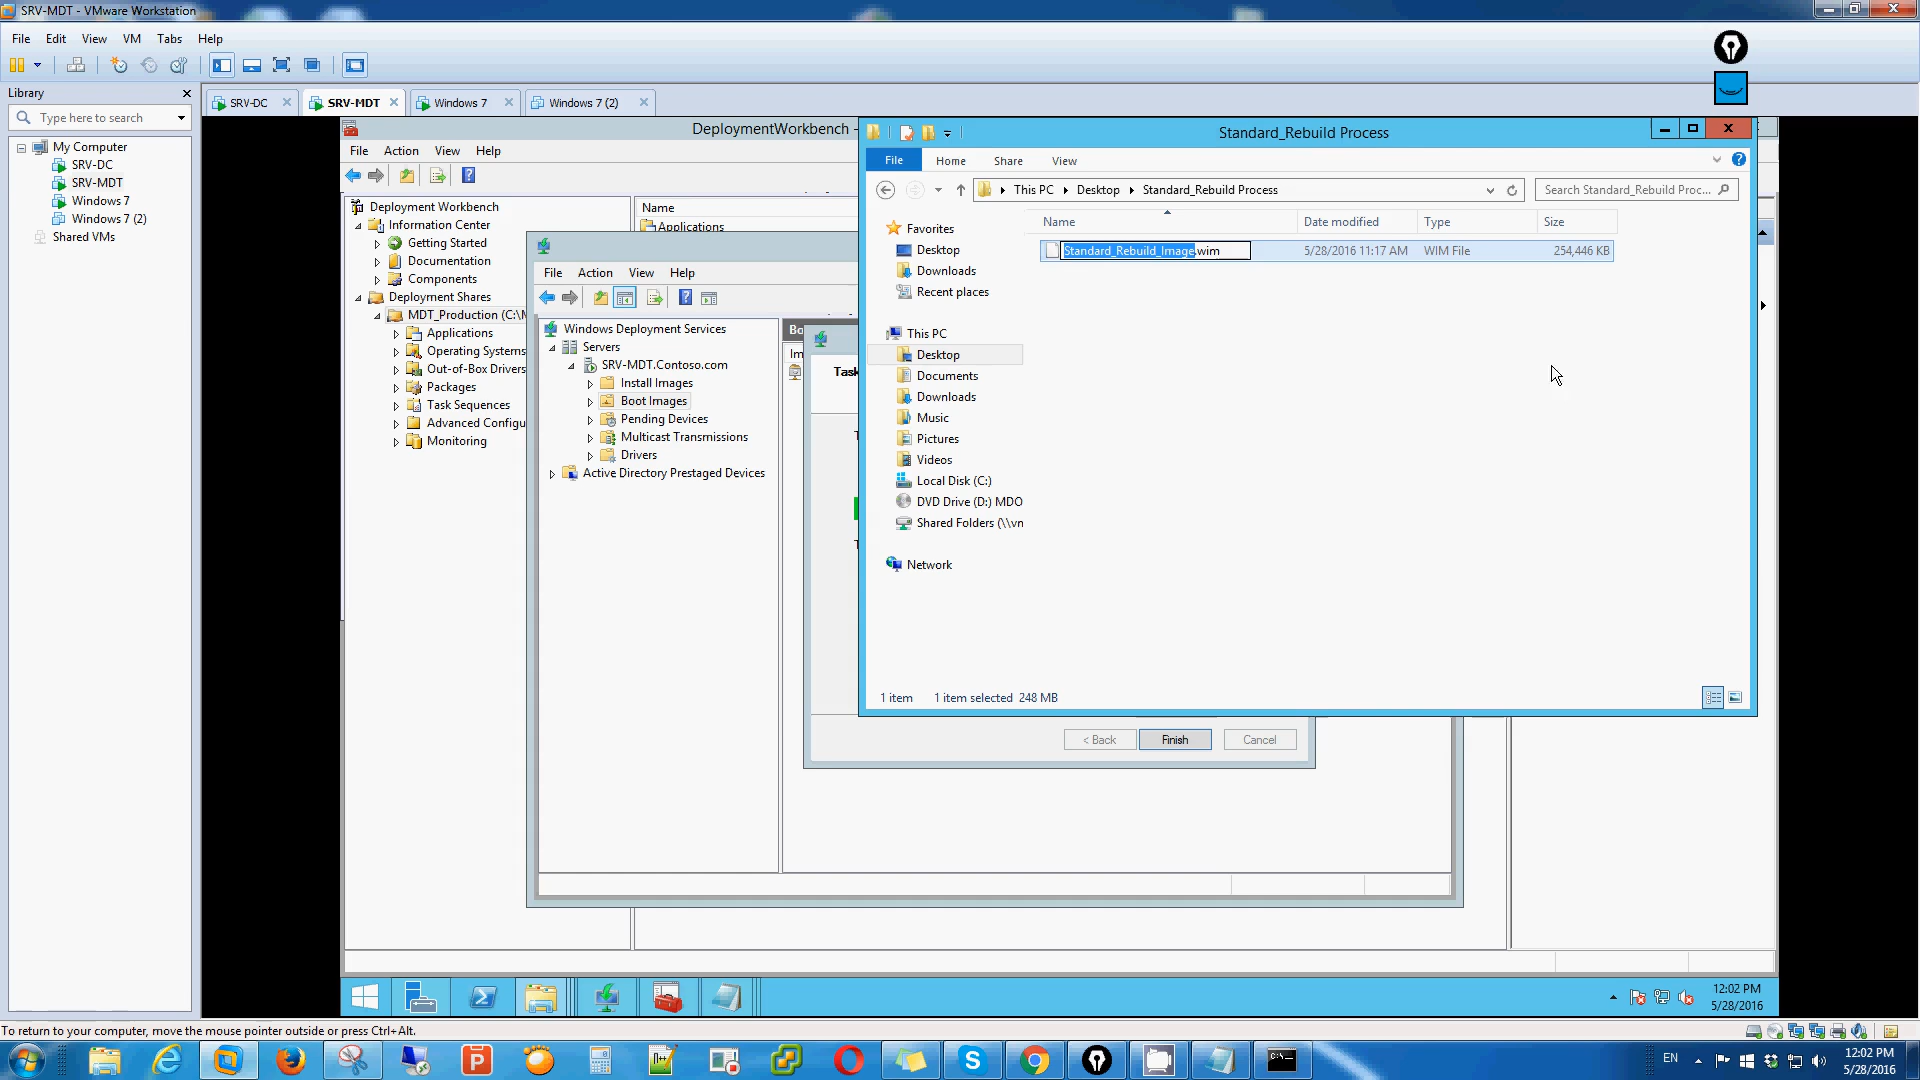 SRV-MDT - VMware Workstation
File Edit View VM Tabs Help
Library
Type here to search
My Computer
SRV-DC
SRV-MDT
Windows 7
Windows 7 (2)
Shared VMs
SRV-DC SRV-MDT Windows 7 Windows 7 (2)
DeploymentWorkbench -
File Action View Help
Deployment Workbench
Information Center
Getting Started
Documentation
Components
Deployment Shares
MDT_Production (C:\M
Applications
Operating Systems
Out-of-Box Drivers
Packages
Task Sequences
Advanced Configu
Monitoring
Name
Applications
File Action View Help
Windows Deployment Services
Servers
SRV-MDT.Contoso.com
Install Images
Boot Images
Pending Devices
Multicast Transmissions
Drivers
Active Directory Prestaged Devices
Bo
Im
Task
T
T
< Back Finish Cancel
Standard_Rebuild Process
File Home Share View
This PC Desktop Standard_Rebuild Process
Search Standard_Rebuild Proc...
Name Date modified Type Size
Standard_Rebuild_Image.wim 5/28/2016 11:17 AM WIM File 254,446 KB
Favorites
Desktop
Downloads
Recent places
This PC
Desktop
Documents
Downloads
Music
Pictures
Videos
Local Disk (C:)
DVD Drive (D:) MDO
Shared Folders (\\vn
Network
1 item 1 item selected 248 MB
12:02 PM
5/28/2016
To return to your computer, move the mouse pointer outside or press Ctrl+Alt.
EN
12:02 PM
5/28/2016